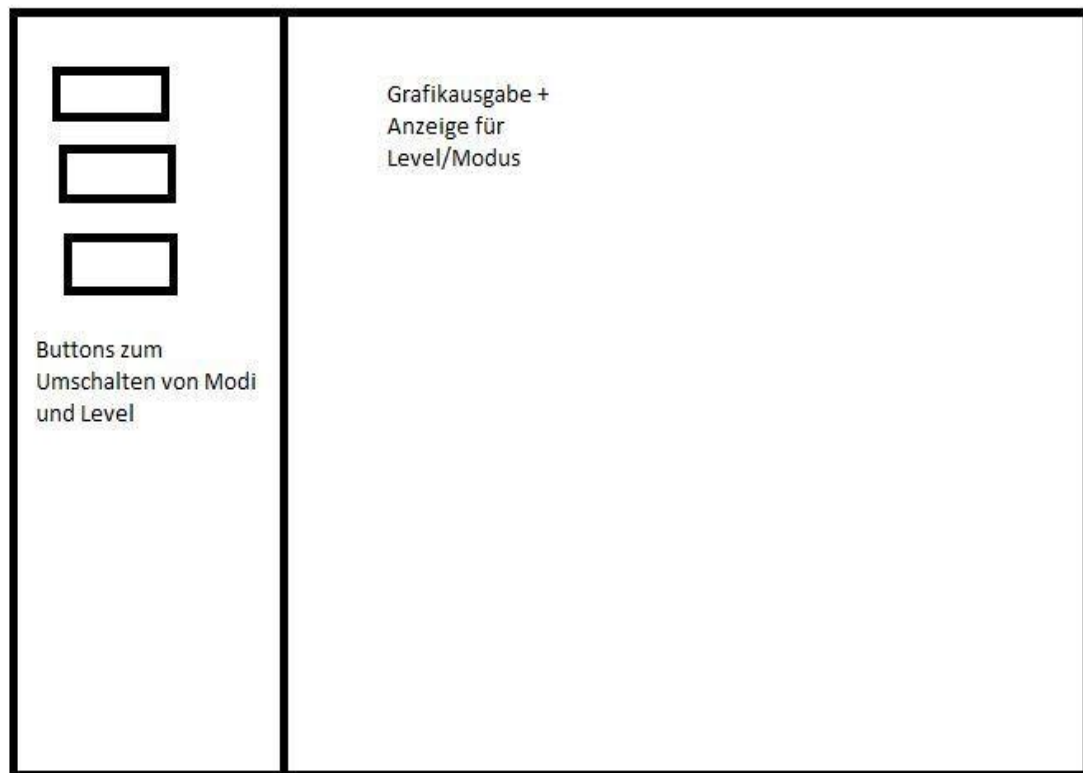 Grafikausgabe +
Anzeige für
Level/Modus
Buttons zum
Umschalten von Modi
und Level